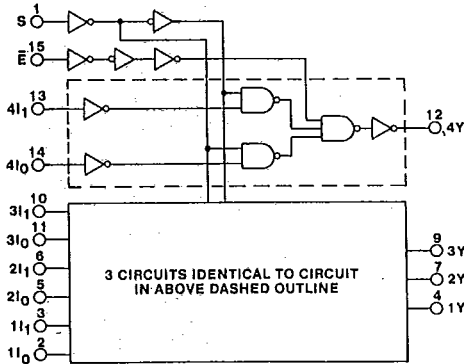 1
S
15
E̅
13
4I₁
12
4Y
14
4I₀
10
3I₁
11
3I₀
6
2I₁
5
2I₀
3
1I₁
2
1I₀
3 CIRCUITS IDENTICAL TO CIRCUIT
IN ABOVE DASHED OUTLINE
9
3Y
7
2Y
4
1Y